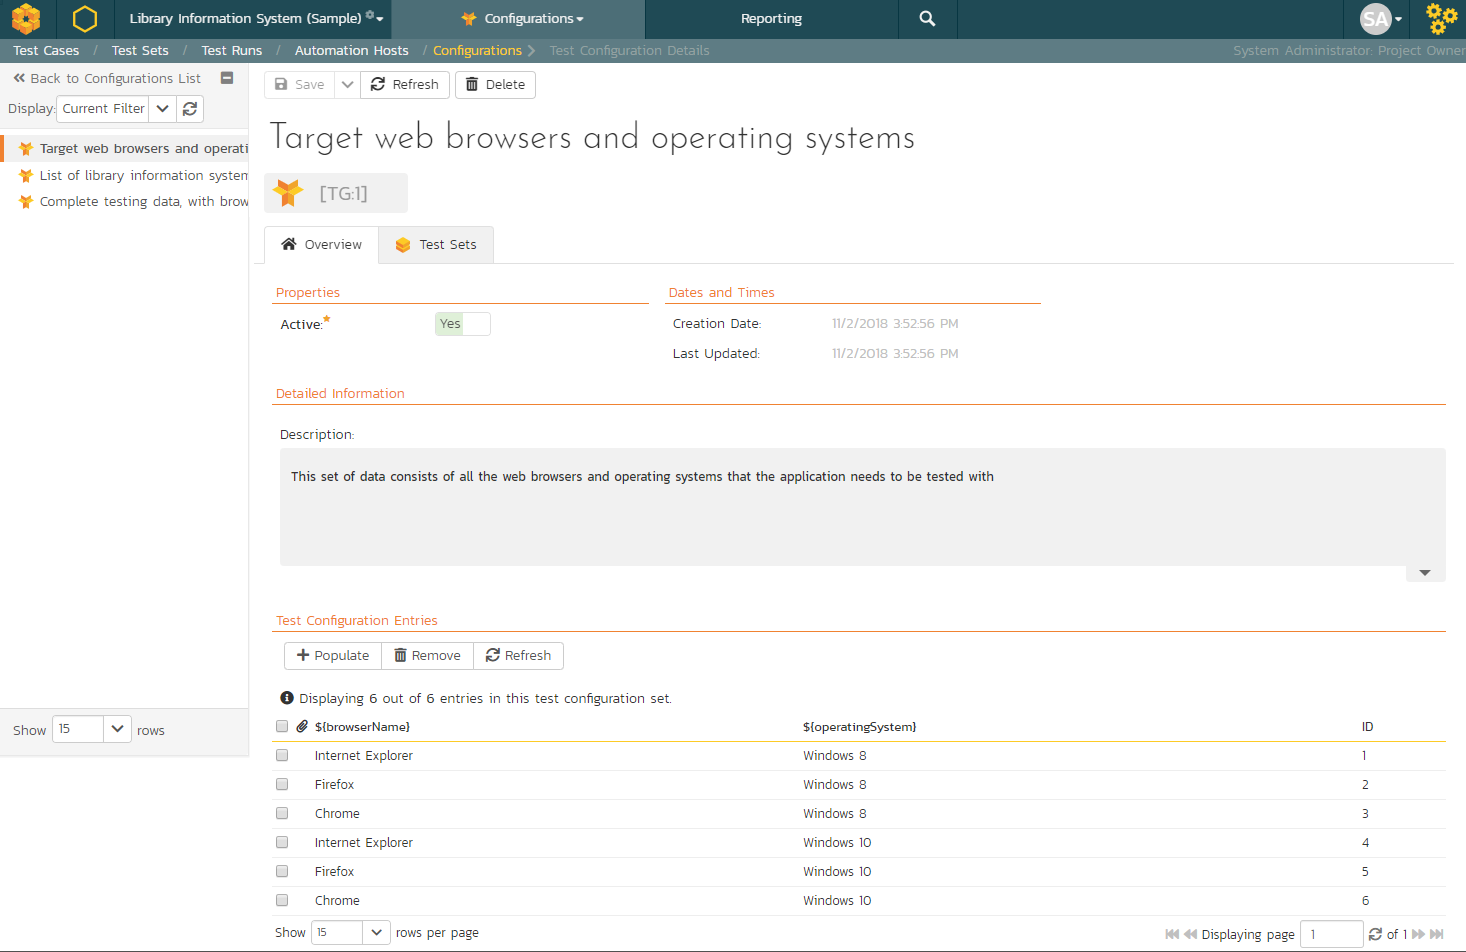 Library Information System (Sample)
Configurations
Reporting
SA
Test Cases / Test Sets / Test Runs / Automation Hosts / Configurations Test Configuration Details
System Administrator: Project Owner
Back to Configurations List
Display: Current Filter
Target web browsers and operati
List of library information system
Complete testing data, with brow
Show 15 rows
Save Refresh Delete
Target web browsers and operating systems
[TG:1]
Overview Test Sets
Properties
Active: Yes
Dates and Times
Creation Date: 11/2/2018 3:52:56 PM
Last Updated: 11/2/2018 3:52:56 PM
Detailed Information
Description:
This set of data consists of all the web browsers and operating systems that the application needs to be tested with
Test Configuration Entries
Populate Remove Refresh
Displaying 6 out of 6 entries in this test configuration set.
${browserName} ${operatingSystem} ID
Internet Explorer Windows 8 1
Firefox Windows 8 2
Chrome Windows 8 3
Internet Explorer Windows 10 4
Firefox Windows 10 5
Chrome Windows 10 6
Show 15 rows per page
Displaying page 1 of 1